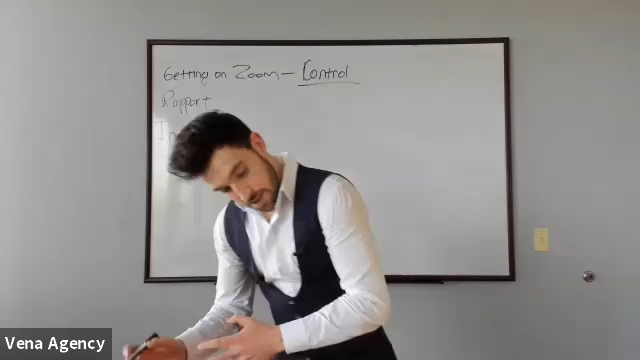 Getting on Zoom – Control
Rapport
Vena Agency